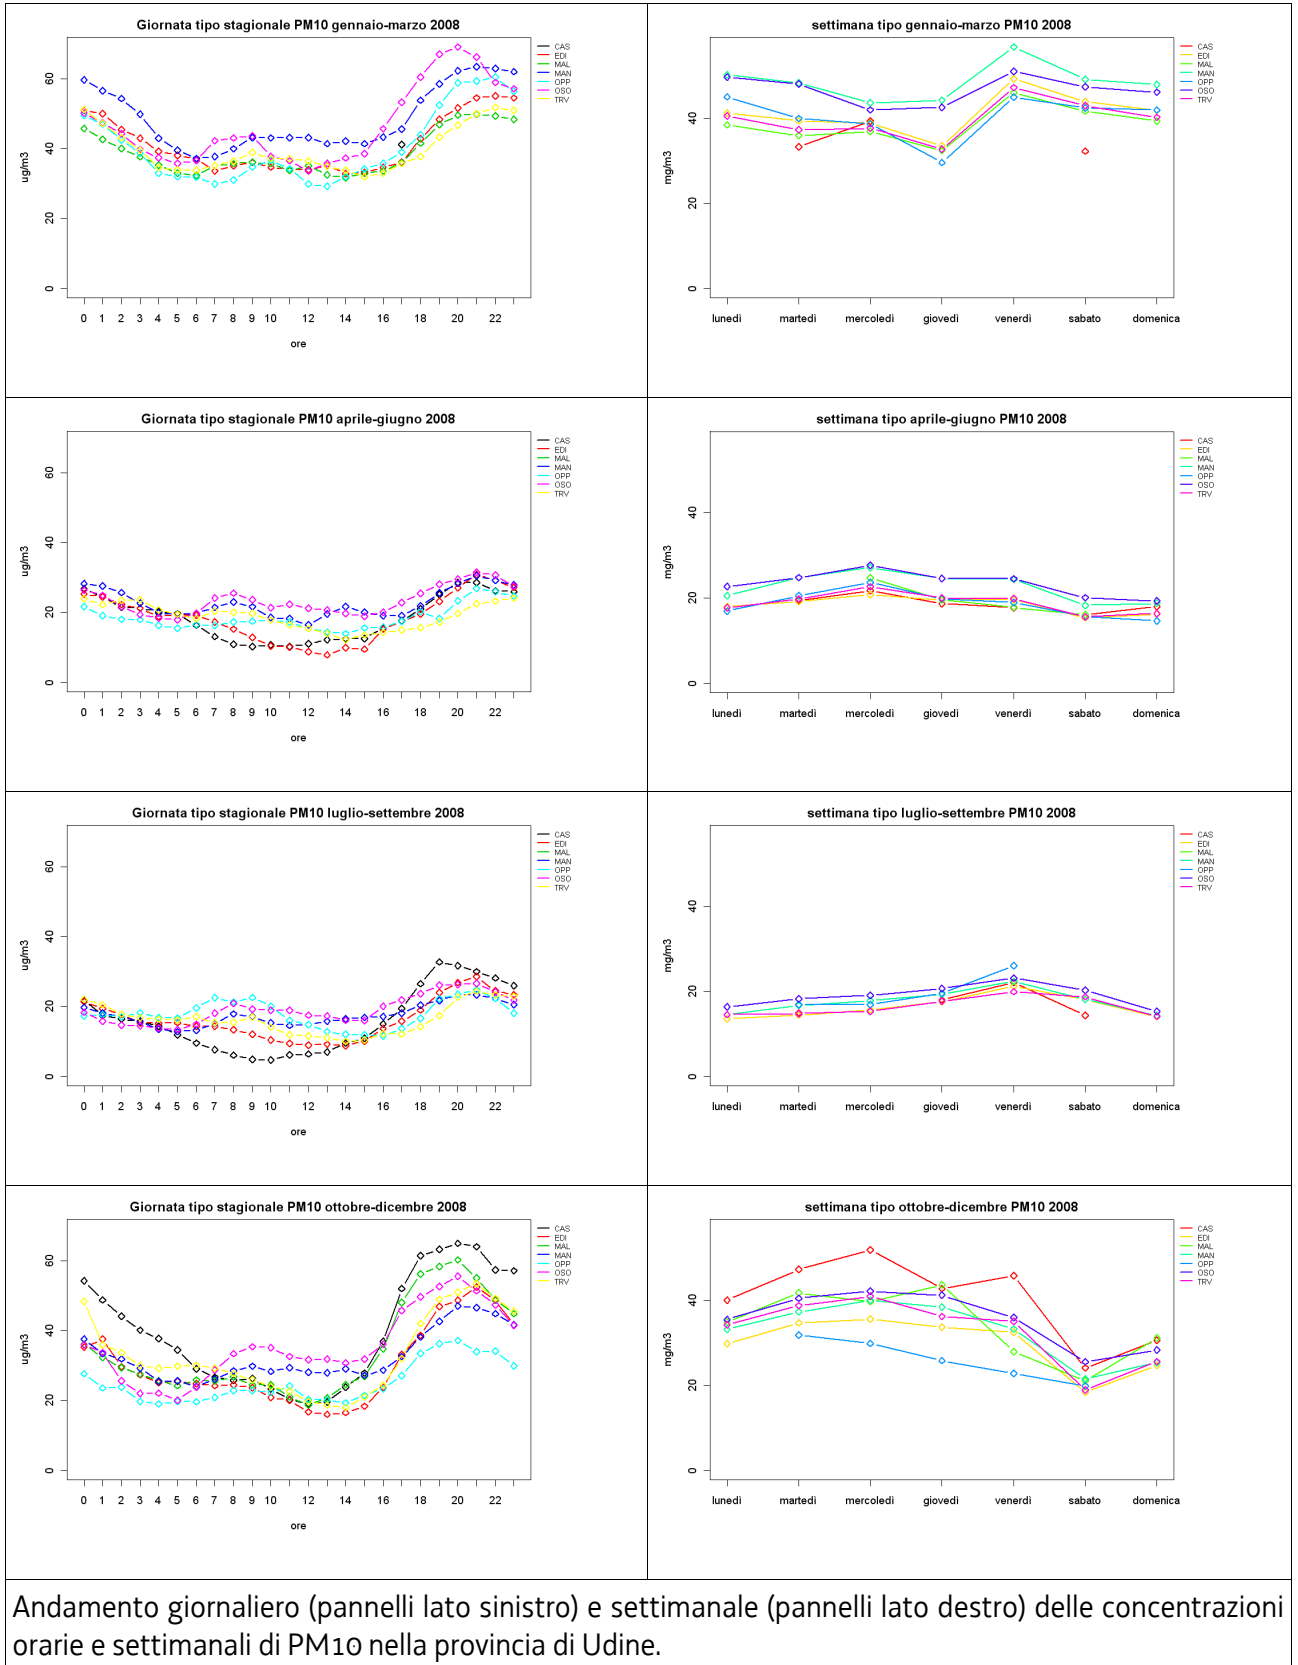 Giornata tipo stagionale PM10 gennaio-marzo 2008
ug/m3
60
40
20
0
0 1 2 3 4 5 6 7 8 9 10 12 14 16 18 20 22
ore
CAS
EDI
MAL
MAN
OPP
OSO
TRV
settimana tipo gennaio-marzo PM10 2008
mg/m3
40
20
0
lunedì martedì mercoledì giovedì venerdì sabato domenica
CAS
EDI
MAL
MAN
OPP
OSO
TRV
Giornata tipo stagionale PM10 aprile-giugno 2008
ug/m3
60
40
20
0
0 1 2 3 4 5 6 7 8 9 10 12 14 16 18 20 22
ore
CAS
EDI
MAL
MAN
OPP
OSO
TRV
settimana tipo aprile-giugno PM10 2008
mg/m3
40
20
0
lunedì martedì mercoledì giovedì venerdì sabato domenica
CAS
EDI
MAL
MAN
OPP
OSO
TRV
Giornata tipo stagionale PM10 luglio-settembre 2008
ug/m3
60
40
20
0
0 1 2 3 4 5 6 7 8 9 10 12 14 16 18 20 22
ore
CAS
EDI
MAL
MAN
OPP
OSO
TRV
settimana tipo luglio-settembre PM10 2008
mg/m3
40
20
0
lunedì martedì mercoledì giovedì venerdì sabato domenica
CAS
EDI
MAL
MAN
OPP
OSO
TRV
Giornata tipo stagionale PM10 ottobre-dicembre 2008
ug/m3
60
40
20
0
0 1 2 3 4 5 6 7 8 9 10 12 14 16 18 20 22
ore
CAS
EDI
MAL
MAN
OPP
OSO
TRV
settimana tipo ottobre-dicembre PM10 2008
mg/m3
40
20
0
lunedì martedì mercoledì giovedì venerdì sabato domenica
CAS
EDI
MAL
MAN
OPP
OSO
TRV
Andamento giornaliero (pannelli lato sinistro) e settimanale (pannelli lato destro) delle concentrazioni
orarie e settimanali di PM10 nella provincia di Udine.